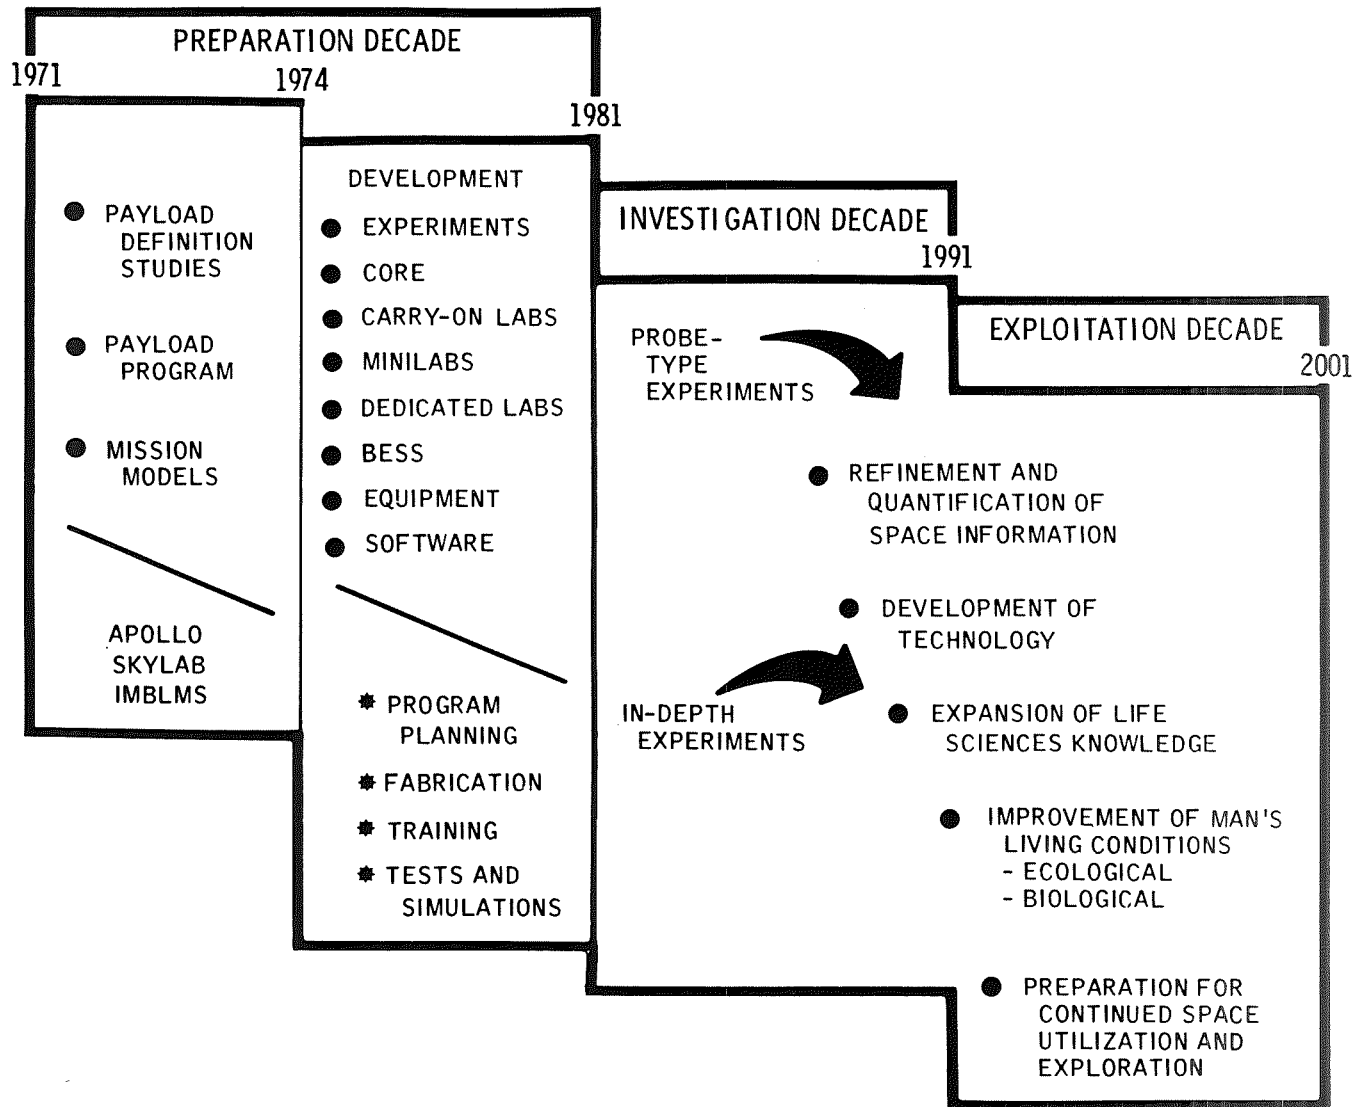 PREPARATION DECADE
1971
1974
1981
PAYLOAD
DEFINITION
STUDIES
PAYLOAD
PROGRAM
MISSION
MODELS
APOLLO
SKYLAB
IMBLMS
DEVELOPMENT
EXPERIMENTS
CORE
CARRY-ON LABS
MINILABS
DEDICATED LABS
BESS
EQUIPMENT
SOFTWARE
PROGRAM
PLANNING
FABRICATION
TRAINING
TESTS AND
SIMULATIONS
INVESTIGATION DECADE
1991
PROBE-
TYPE
EXPERIMENTS
IN-DEPTH
EXPERIMENTS
EXPLOITATION DECADE
2001
REFINEMENT AND
QUANTIFICATION OF
SPACE INFORMATION
DEVELOPMENT OF
TECHNOLOGY
EXPANSION OF LIFE
SCIENCES KNOWLEDGE
IMPROVEMENT OF MAN'S
LIVING CONDITIONS
- ECOLOGICAL
- BIOLOGICAL
PREPARATION FOR
CONTINUED SPACE
UTILIZATION AND
EXPLORATION